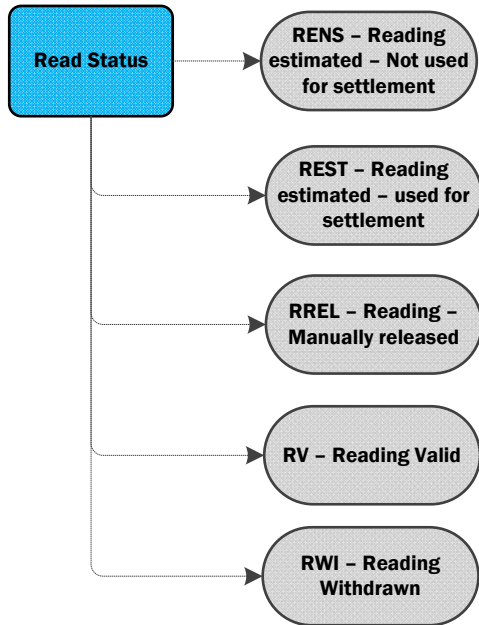 Read Status
RENS – Reading
estimated – Not used
for settlement
REST – Reading
estimated – used for
settlement
RREL – Reading –
Manually released
RV – Reading Valid
RWI – Reading
Withdrawn